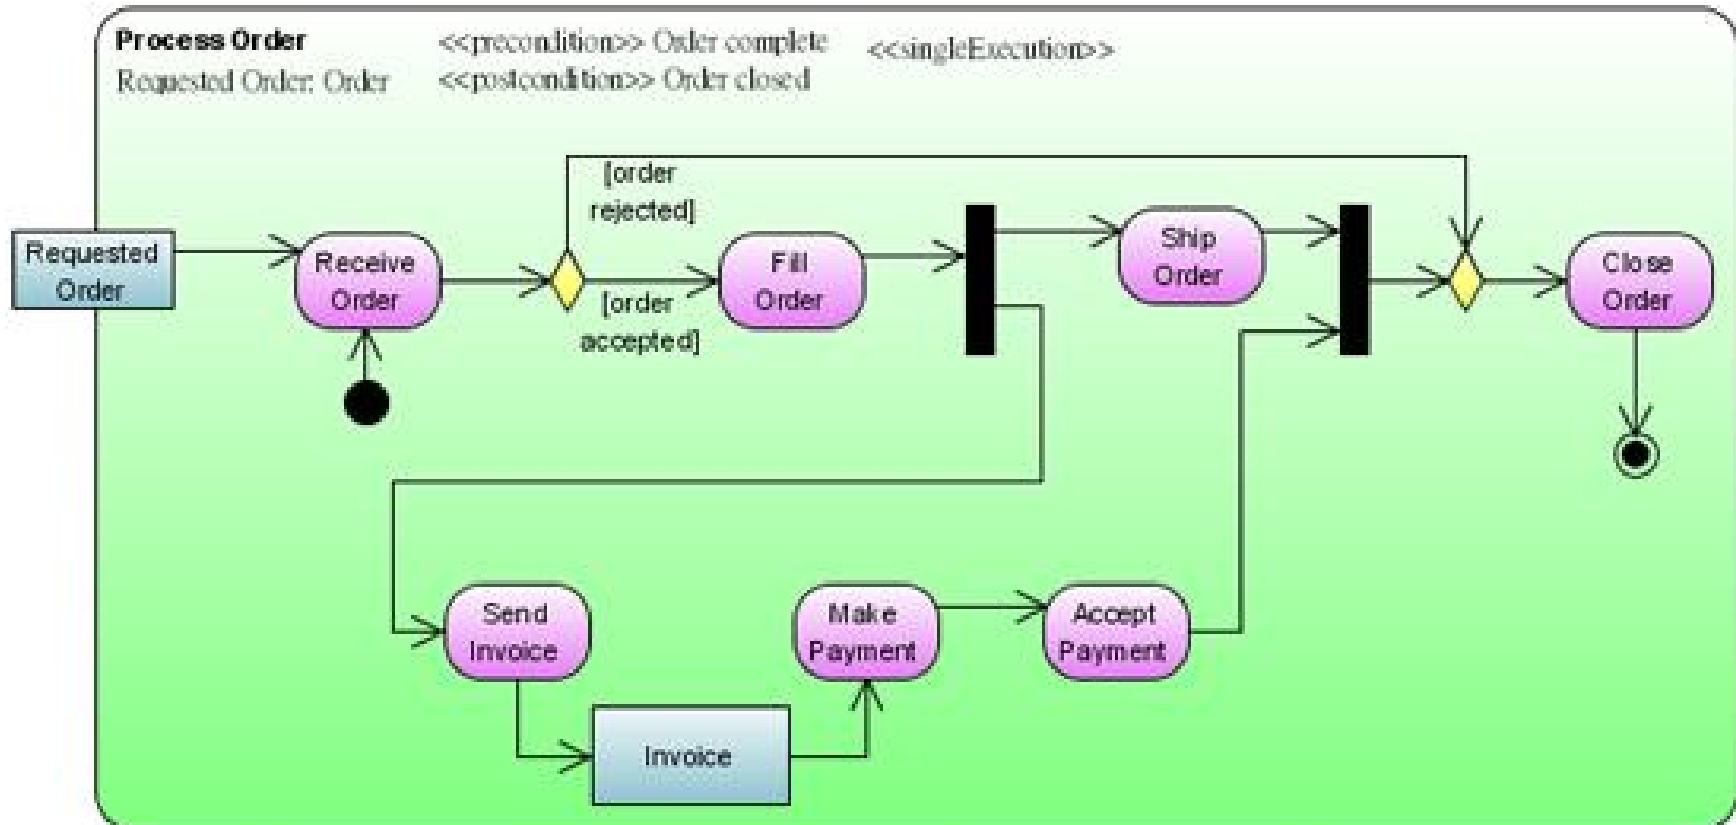 Process Order
<<precondition>> Order complete
<<singleExecution>>
Requested Order: Order
<<postcondition>> Order closed
[order
rejected]
Requested
Order
Receive
Order
[order
accepted]
Fill
Order
Ship
Order
Close
Order
Send
Invoice
Make
Payment
Accept
Payment
Invoice